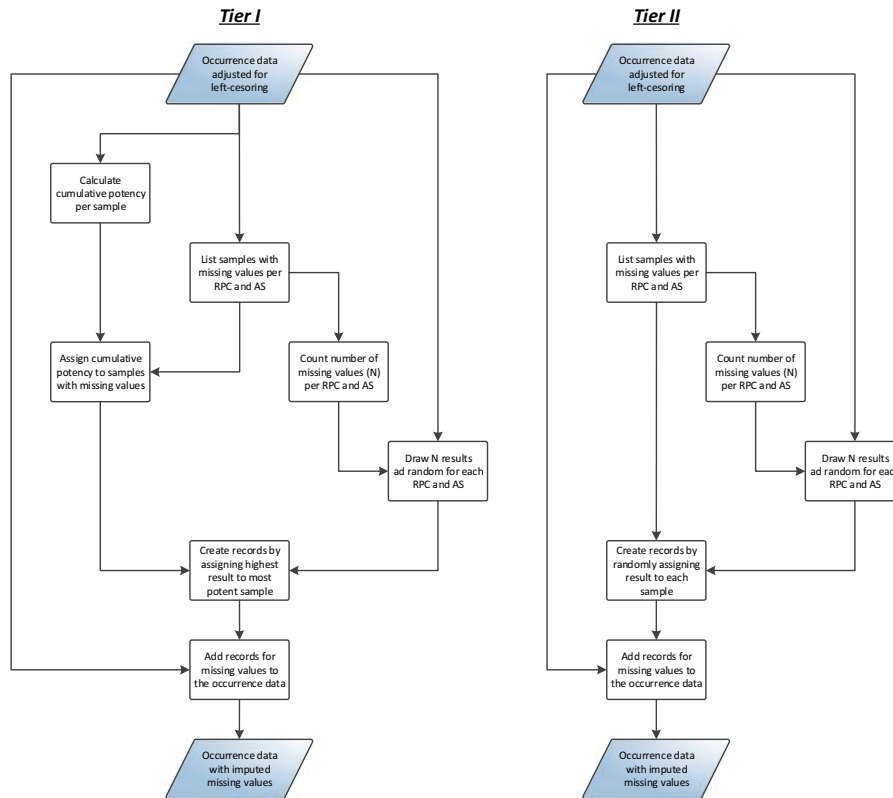 Tier I
Occurrence data
adjusted for
left-cesoring
Calculate
cumulative potency
per sample
List samples with
missing values per
RPC and AS
Assign cumulative
potency to samples
with missing values
Count number of
missing values (N)
per RPC and AS
Draw N results
ad random for each
RPC and AS
Create records by
assigning highest
result to most
potent sample
Add records for
missing values to
the occurrence data
Occurrence data
with imputed
missing values
Tier II
Occurrence data
adjusted for
left-cesoring
List samples with
missing values per
RPC and AS
Count number of
missing values (N)
per RPC and AS
Draw N results
ad random for each
RPC and AS
Create records by
randomly assigning
result to each
sample
Add records for
missing values to
the occurrence data
Occurrence data
with imputed
missing values